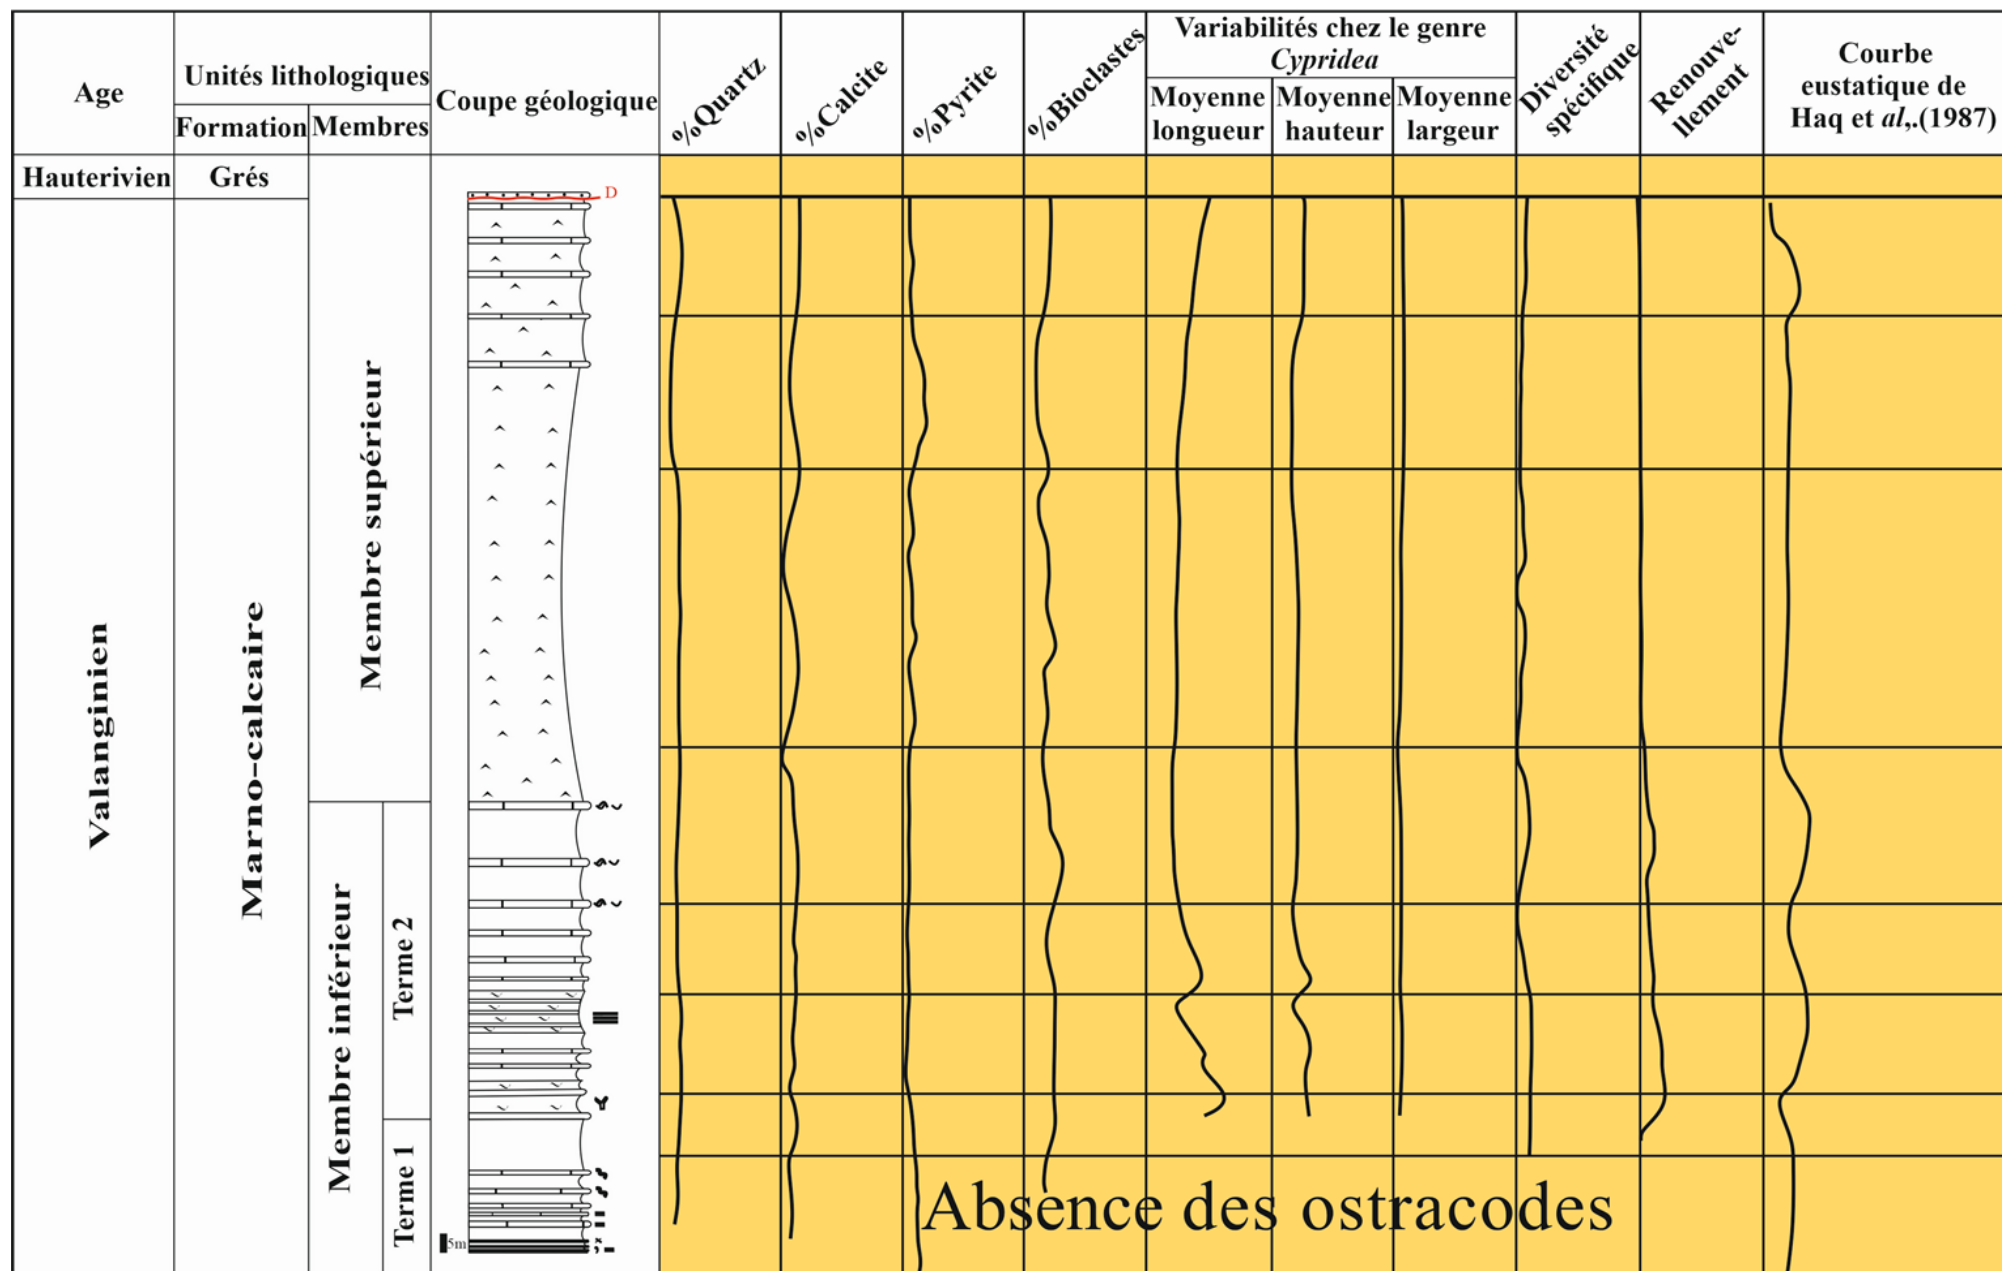 Age
Unités lithologiques
Formation
Membres
Coupe géologique
%Quartz
%Calcite
%Pyrite
%Bioclastes
Variabilités chez le genre
Cypridea
Moyenne
longueur
Moyenne
hauteur
Moyenne
largeur
Diversité
spécifique
Renouve-
llement
Courbe
eustatique de
Haq et al,.(1987)
Hauterivien
Grés
D
Valanginien
Marno-calcaire
Membre supérieur
Membre inférieur
Terme 2
Terme 1
5m
Absence des ostracodes